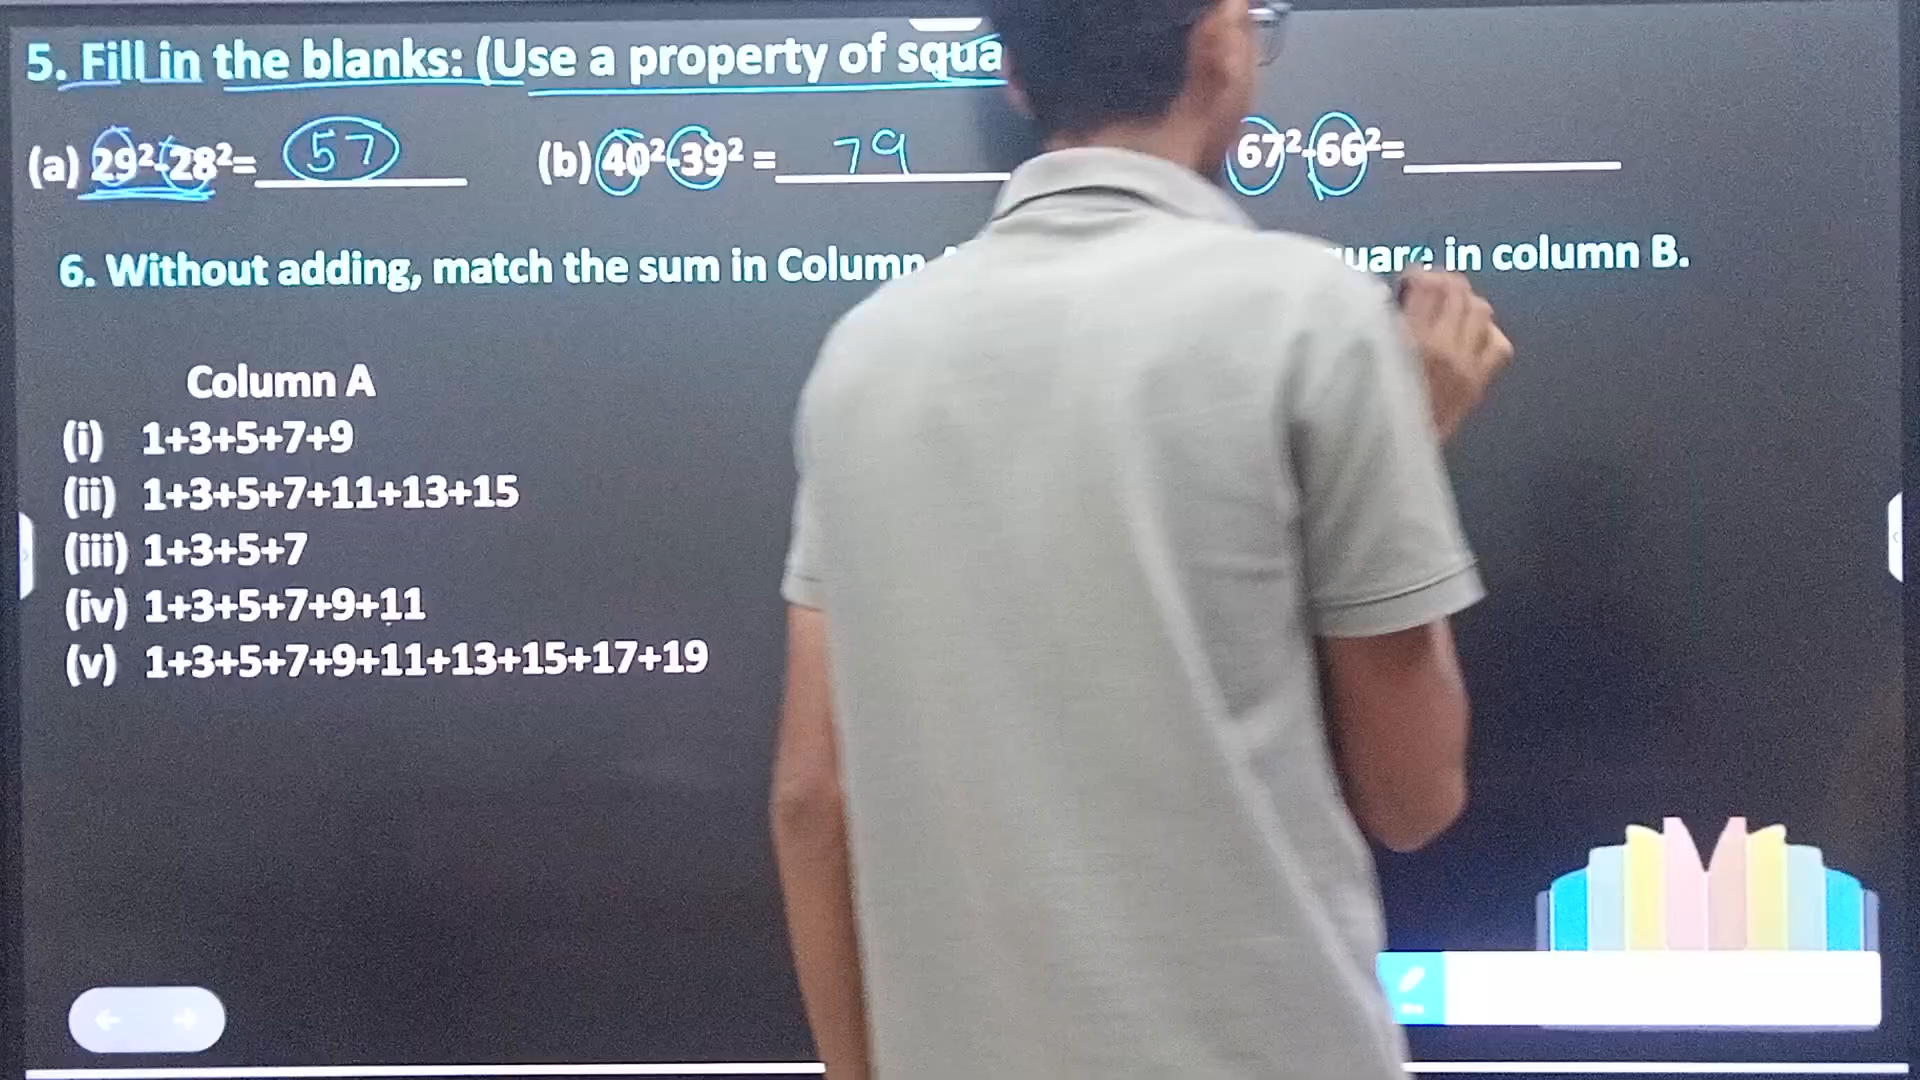 5. Fill in the blanks: (Use a property of squa
(a) 29²-28²= 57 (b) 40²-39² = 79 67²-66²=
6. Without adding, match the sum in Column in column B.
Column A
(i) 1+3+5+7+9
(ii) 1+3+5+7+11+13+15
(iii) 1+3+5+7
(iv) 1+3+5+7+9+11
(v) 1+3+5+7+9+11+13+15+17+19